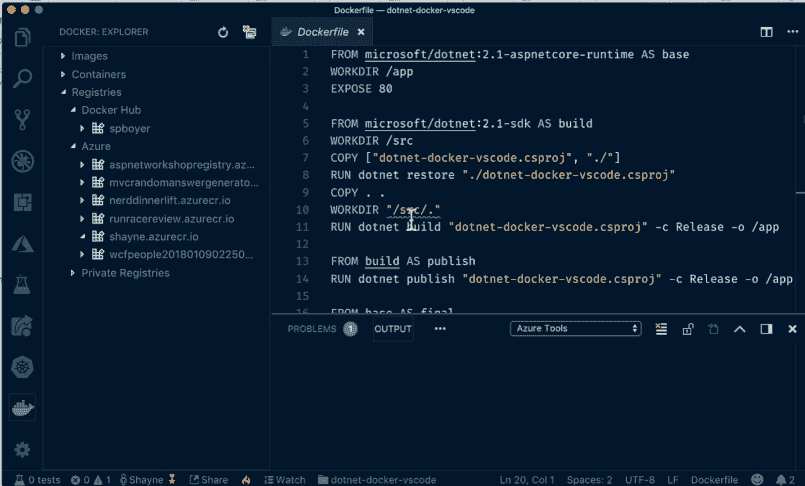 Dockerfile — dotnet-docker-vscode
DOCKER: EXPLORER
Images
Containers
Registries
Docker Hub
spboyer
Azure
aspnetworkshopregistry.az...
mvcrandomanswergenerato...
nerddinnerlift.azurecr.io
runracereview.azurecr.io
shayne.azurecr.io
wcfpeople2018010902250...
Private Registries
Dockerfile
1 FROM microsoft/dotnet:2.1-aspnetcore-runtime AS base
2 WORKDIR /app
3 EXPOSE 80
4
5 FROM microsoft/dotnet:2.1-sdk AS build
6 WORKDIR /src
7 COPY ["dotnet-docker-vscode.csproj", "./"]
8 RUN dotnet restore "./dotnet-docker-vscode.csproj"
9 COPY . .
10 WORKDIR "/src/."
11 RUN dotnet build "dotnet-docker-vscode.csproj" -c Release -o /app
12
13 FROM build AS publish
14 RUN dotnet publish "dotnet-docker-vscode.csproj" -c Release -o /app
15
16 FROM base AS final
PROBLEMS 1 OUTPUT ••• Azure Tools
0 tests 0 1 Shayne Share Watch dotnet-docker-vscode Ln 20, Col 1 Spaces: 2 UTF-8 LF Dockerfile 2